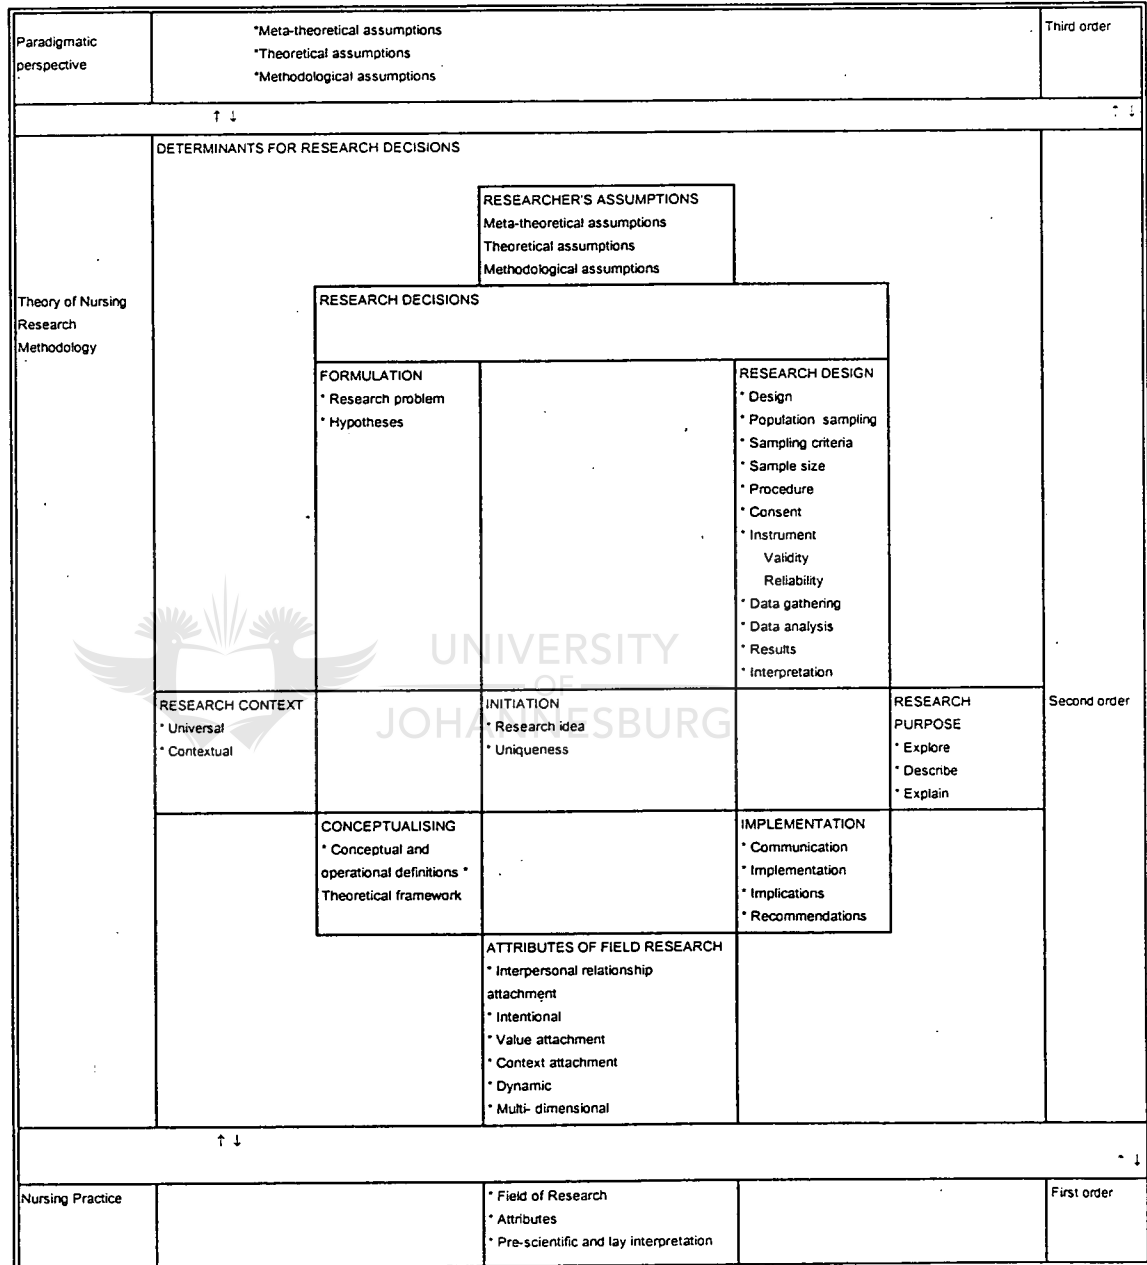 Paradigmatic
perspective
*Meta-theoretical assumptions
*Theoretical assumptions
*Methodological assumptions
Third order
↑ ↓
↑ ↓
Theory of Nursing
Research
Methodology
DETERMINANTS FOR RESEARCH DECISIONS
RESEARCHER'S ASSUMPTIONS
Meta-theoretical assumptions
Theoretical assumptions
Methodological assumptions
RESEARCH DECISIONS
FORMULATION
* Research problem
* Hypotheses
RESEARCH DESIGN
* Design
* Population sampling
* Sampling criteria
* Sample size
* Procedure
* Consent
* Instrument
Validity
Reliability
* Data gathering
* Data analysis
* Results
* Interpretation
UNIVERSITY
OF
JOHANNESBURG
RESEARCH CONTEXT
* Universal
* Contextual
INITIATION
* Research idea
* Uniqueness
RESEARCH
PURPOSE
* Explore
* Describe
* Explain
Second order
CONCEPTUALISING
* Conceptual and
operational definitions *
Theoretical framework
IMPLEMENTATION
* Communication
* Implementation
* Implications
* Recommendations
ATTRIBUTES OF FIELD RESEARCH
* Interpersonal relationship
attachment
* Intentional
* Value attachment
* Context attachment
* Dynamic
* Multi- dimensional
↑ ↓
↓
Nursing Practice
* Field of Research
* Attributes
* Pre-scientific and lay interpretation
First order